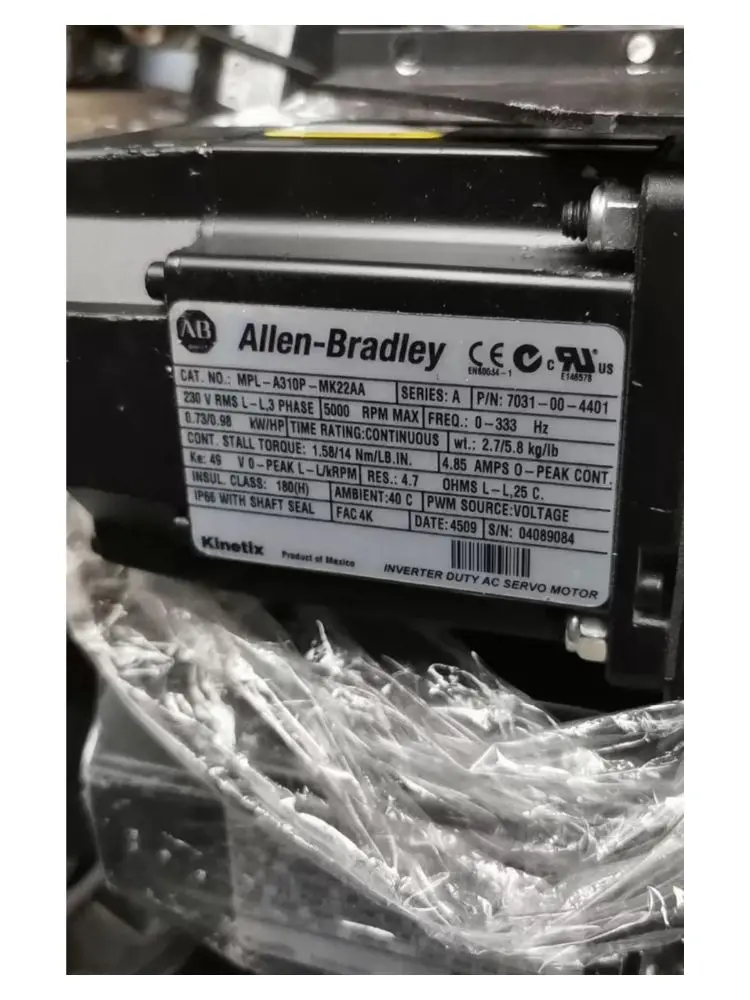 AB
Allen-Bradley
CE
EN60034-1
C US
E146578
CAT. NO.: MPL-A310P-MK22AA SERIES: A P/N: 7031-00-4401
230 V RMS L-L,3 PHASE 5000 RPM MAX FREQ.: 0-333 Hz
0.73/0.98 kW/HP TIME RATING:CONTINUOUS wt.: 2.7/5.8 kg/lb
CONT. STALL TORQUE: 1.58/14 Nm/LB.IN. 4.85 AMPS 0-PEAK CONT.
Ke: 49 V 0-PEAK L-L/kRPM RES.: 4.7 OHMS L-L,25 C.
INSUL. CLASS: 180(H) AMBIENT:40 C PWM SOURCE:VOLTAGE
IP66 WITH SHAFT SEAL FAC 4K DATE: 4509 S/N: 04089084
Kinetix Product of Mexico INVERTER DUTY AC SERVO MOTOR